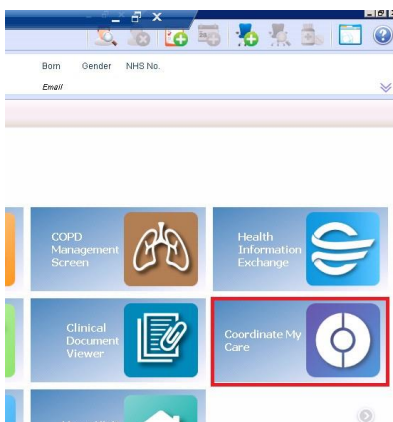 Born Gender NHS No.
Email
COPD
Management
Screen
Health
Information
Exchange
Clinical
Document
Viewer
Coordinate My
Care